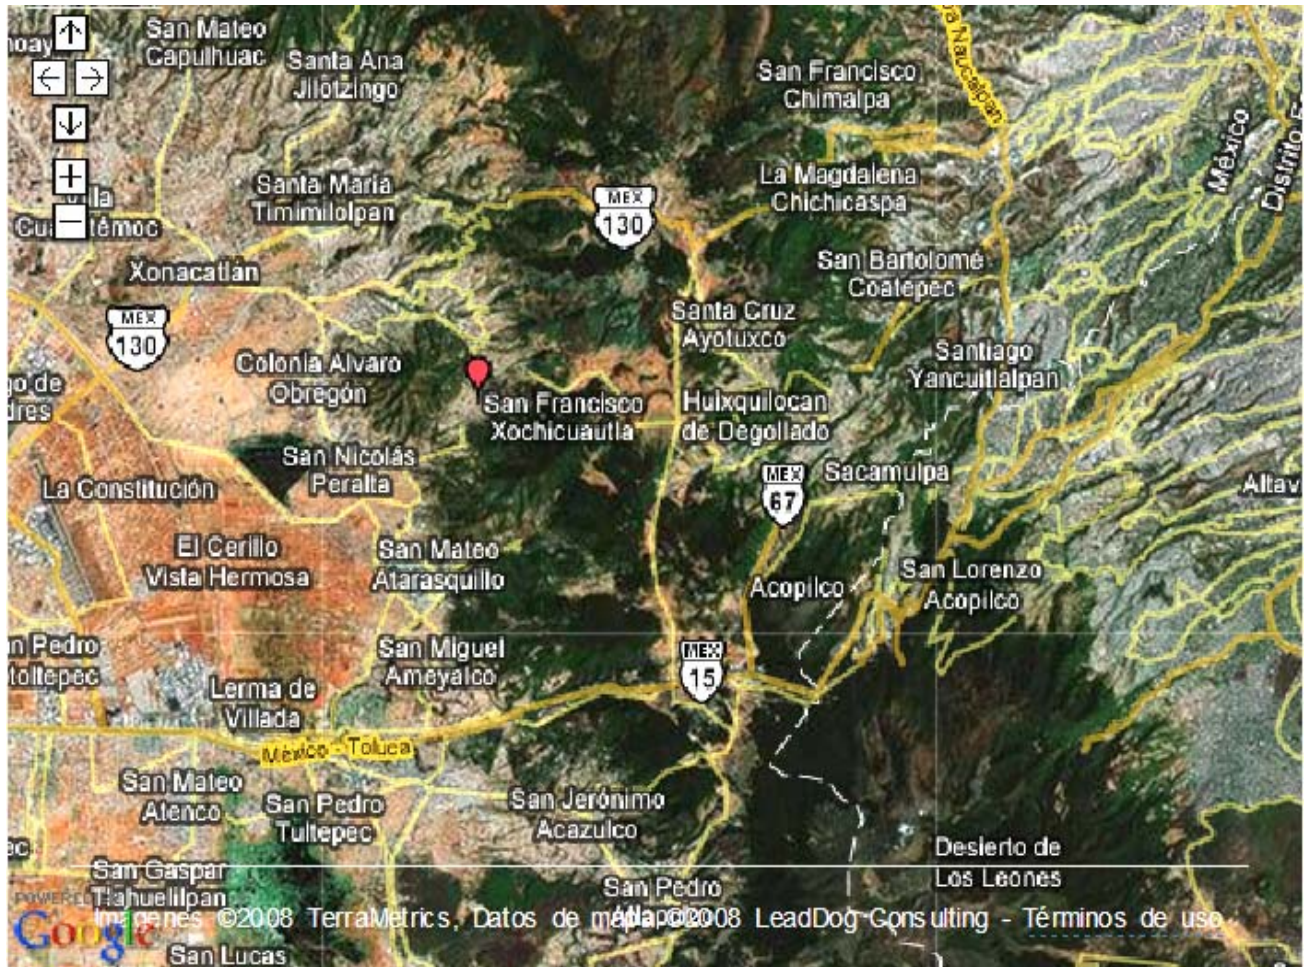 San Mateo
Capulhuac
Santa Ana
Jilotzingo
San Francisco
Chimalpa
Naucalpan
México
Distrito
La Magdalena
Chichicaspa
Santa Maria
Timimilolpan
MEX
130
Villa
Xonacatlán
San Bartolomé
Coatepec
MEX
130
Santa Cruz
Ayotuxco
Santiago
Yancuitlalpan
Colonia Alvaro
Obregón
San Francisco
Xochicuautla
Huixquilocan
de Degollado
San Nicolás
Peralta
La Constitución
MEX
67
Sacamulpa
El Cerillo
Vista Hermosa
San Mateo
Atarasquillo
Acopilco
San Lorenzo
Acopilco
San Miguel
Ameyalco
MEX
15
Lerma de
Villada
México - Toluca
San Mateo
Atenco
San Pedro
Tultepec
San Jerónimo
Acazulco
Desierto de
Los Leones
San Gaspar
Tlahuelilpan
San Pedro
POWERED
Google
Imágenes ©2008 TerraMetrics, Datos de mapa ©2008 LeadDog Consulting - Términos de uso
San Lucas